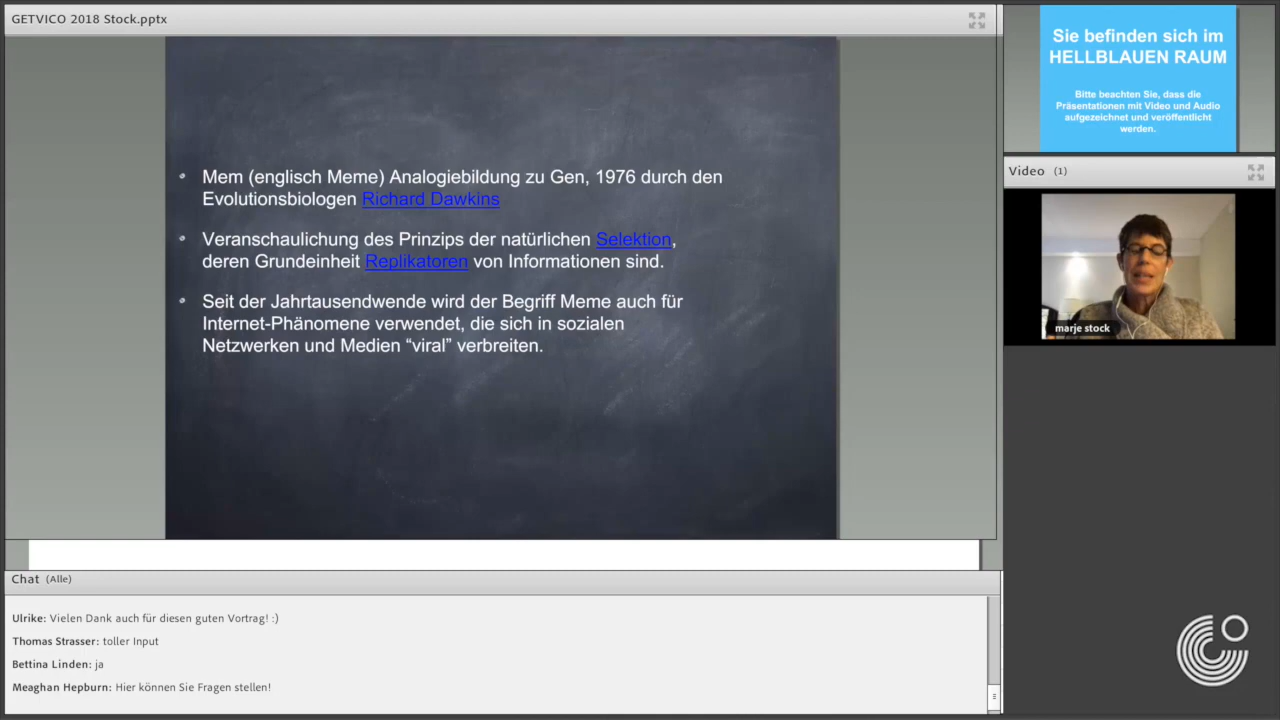 GETVICO 2018 Stock.pptx
Mem (englisch Meme) Analogiebildung zu Gen, 1976 durch den
Evolutionsbiologen Richard Dawkins
Veranschaulichung des Prinzips der natürlichen Selektion,
deren Grundeinheit Replikatoren von Informationen sind.
Seit der Jahrtausendwende wird der Begriff Meme auch für
Internet-Phänomene verwendet, die sich in sozialen
Netzwerken und Medien “viral” verbreiten.
Sie befinden sich im
HELLBLAUEN RAUM
Bitte beachten Sie, dass die
Präsentationen mit Video und Audio
aufgezeichnet und veröffentlicht
werden.
Video (1)
marje stock
Chat (Alle)
Ulrike: Vielen Dank auch für diesen guten Vortrag! :)
Thomas Strasser: toller Input
Bettina Linden: ja
Meaghan Hepburn: Hier können Sie Fragen stellen!